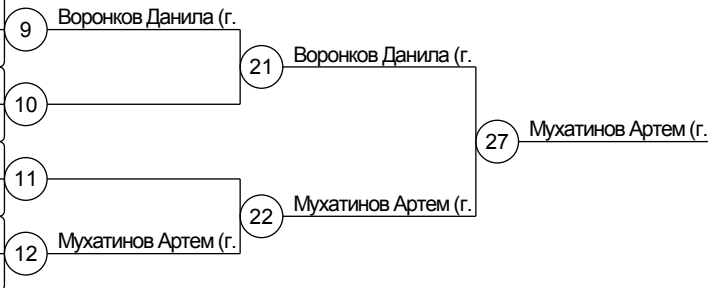 9
Воронков Данила (г.
21
Воронков Данила (г.
10
27
Мухатинов Артем (г.
11
22
Мухатинов Артем (г.
12
Мухатинов Артем (г.